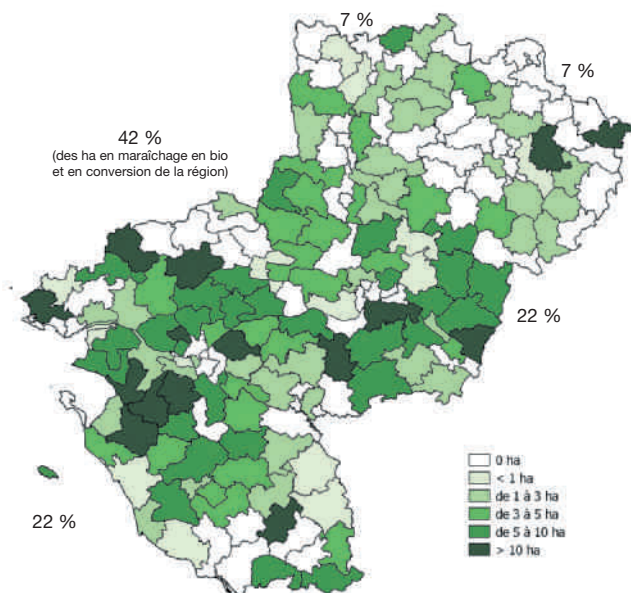 7 %
7 %
42 %
(des ha en maraîchage en bio
et en conversion de la région)
22 %
22 %
0 ha
< 1 ha
de 1 à 3 ha
de 3 à 5 ha
de 5 à 10 ha
> 10 ha